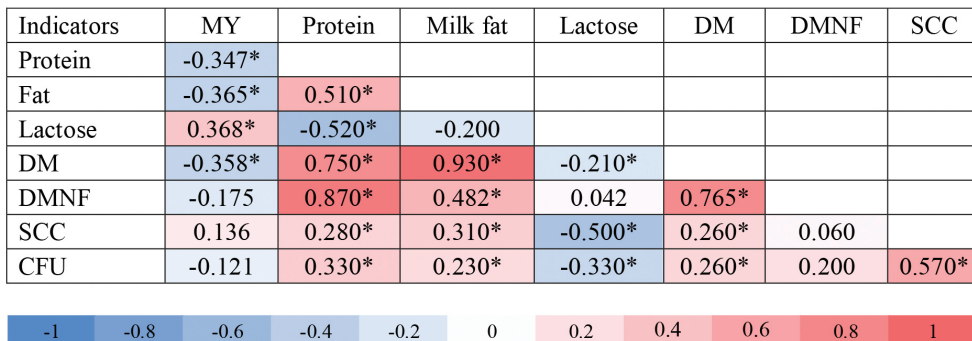 Indicators MY Protein Milk fat Lactose DM DMNF SCC
Protein -0.347*
Fat -0.365* 0.510*
Lactose 0.368* -0.520* -0.200
DM -0.358* 0.750* 0.930* -0.210*
DMNF -0.175 0.870* 0.482* 0.042 0.765*
SCC 0.136 0.280* 0.310* -0.500* 0.260* 0.060
CFU -0.121 0.330* 0.230* -0.330* 0.260* 0.200 0.570*
-1 -0.8 -0.6 -0.4 -0.2 0 0.2 0.4 0.6 0.8 1